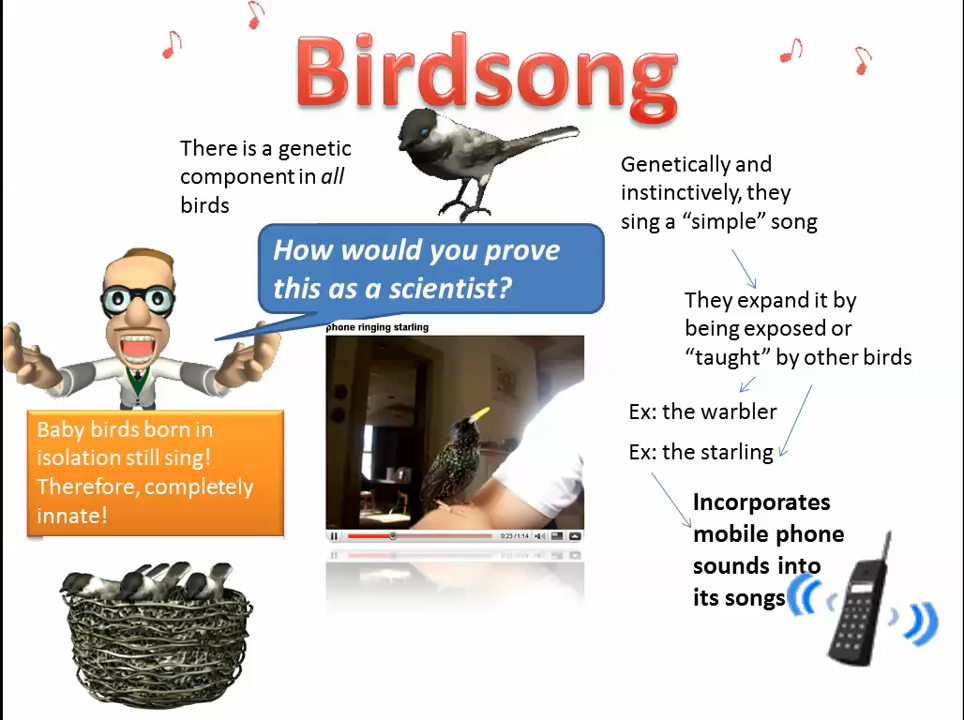 Birdsong
There is a genetic
component in all
birds
Genetically and
instinctively, they
sing a “simple” song
How would you prove
this as a scientist?
They expand it by
being exposed or
“taught” by other birds
phone ringing starling
Ex: the warbler
Ex: the starling
Baby birds born in
isolation still sing!
Therefore, completely
innate!
Incorporates
mobile phone
sounds into
its songs
0:23 / 1:14